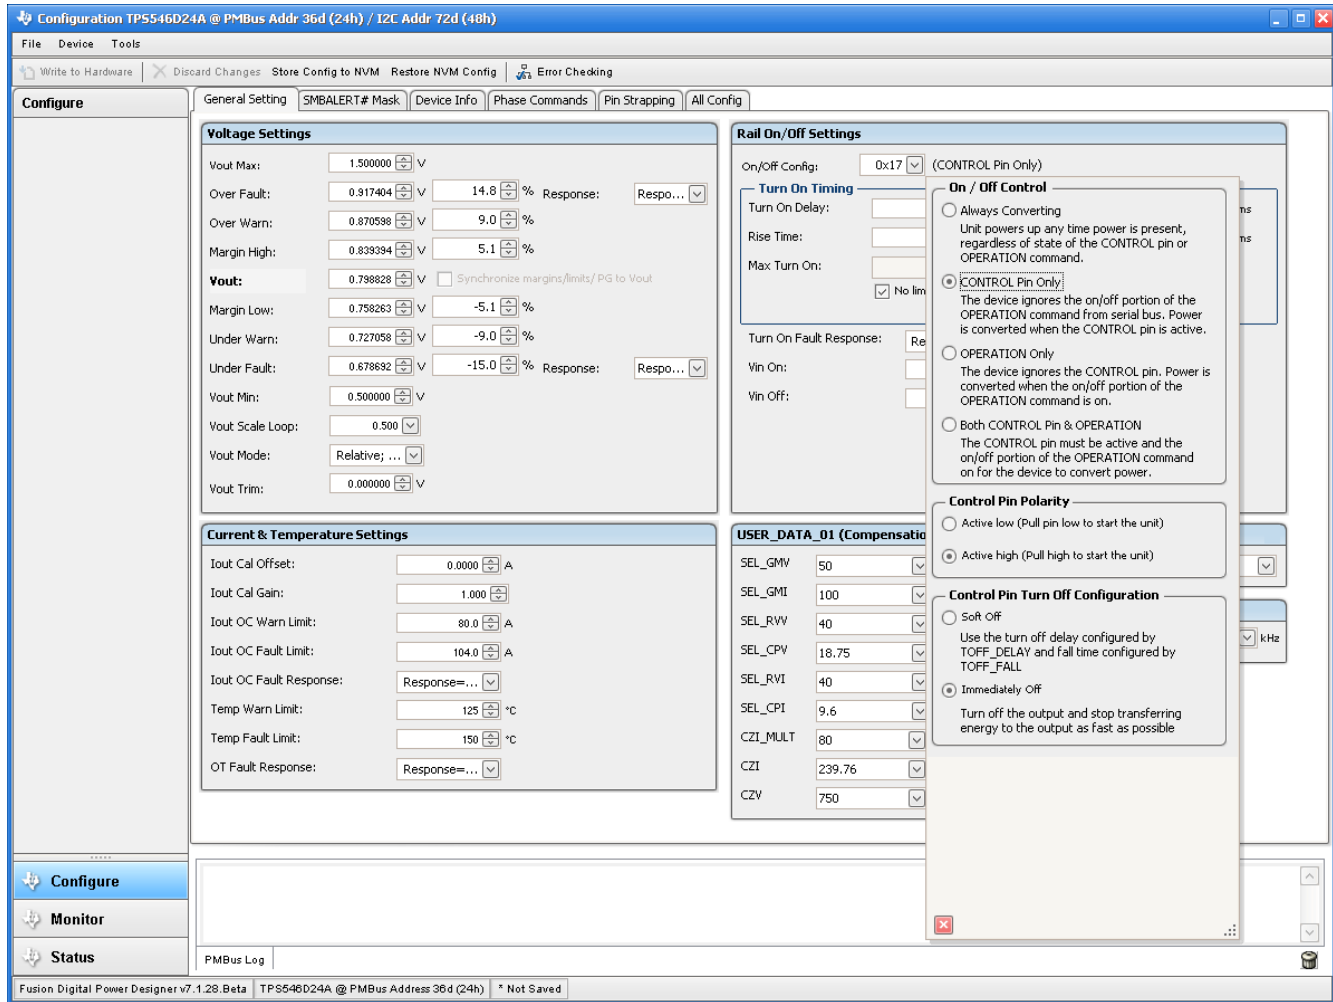 Configuration TPS546D24A @ PMBus Addr 36d (24h) / I2C Addr 72d (48h)
File Device Tools
Write to Hardware Discard Changes Store Config to NVM Restore NVM Config Error Checking
Configure
General Setting SMBALERT# Mask Device Info Phase Commands Pin Strapping All Config
Voltage Settings
Vout Max: 1.500000 V
Over Fault: 0.917404 V 14.8 % Response: Respo...
Over Warn: 0.870598 V 9.0 %
Margin High: 0.839394 V 5.1 %
Vout: 0.798828 V Synchronize margins/limits/ PG to Vout
Margin Low: 0.758263 V -5.1 %
Under Warn: 0.727058 V -9.0 %
Under Fault: 0.678692 V -15.0 % Response: Respo...
Vout Min: 0.500000 V
Vout Scale Loop: 0.500
Vout Mode: Relative; ...
Vout Trim: 0.000000 V
Rail On/Off Settings
On/Off Config: 0x17 (CONTROL Pin Only)
Turn On Timing
Turn On Delay: ms
Rise Time: ms
Max Turn On:
No lim
Turn On Fault Response: Re
Vin On:
Vin Off:
On / Off Control
Always Converting
Unit powers up any time power is present,
regardless of state of the CONTROL pin or
OPERATION command.
CONTROL Pin Only
The device ignores the on/off portion of the
OPERATION command from serial bus. Power
is converted when the CONTROL pin is active.
OPERATION Only
The device ignores the CONTROL pin. Power is
converted when the on/off portion of the
OPERATION command is on.
Both CONTROL Pin & OPERATION
The CONTROL pin must be active and the
on/off portion of the OPERATION command
on for the device to convert power.
Control Pin Polarity
Active low (Pull pin low to start the unit)
Active high (Pull high to start the unit)
Control Pin Turn Off Configuration
Soft Off
Use the turn off delay configured by
TOFF_DELAY and fall time configured by
TOFF_FALL
Immediately Off
Turn off the output and stop transferring
energy to the output as fast as possible
Current & Temperature Settings
Iout Cal Offset: 0.0000 A
Iout Cal Gain: 1.000
Iout OC Warn Limit: 80.0 A
Iout OC Fault Limit: 104.0 A
Iout OC Fault Response: Response=...
Temp Warn Limit: 125 °C
Temp Fault Limit: 150 °C
OT Fault Response: Response=...
USER_DATA_01 (Compensatio
SEL_GMV 50
SEL_GMI 100
SEL_RVV 40
SEL_CPV 18.75
SEL_RVI 40
SEL_CPI 9.6
CZI_MULT 80
CZI 239.76
CZV 750
kHz
Configure
Monitor
Status
PMBus Log
Fusion Digital Power Designer v7.1.28.Beta TPS546D24A @ PMBus Address 36d (24h) * Not Saved